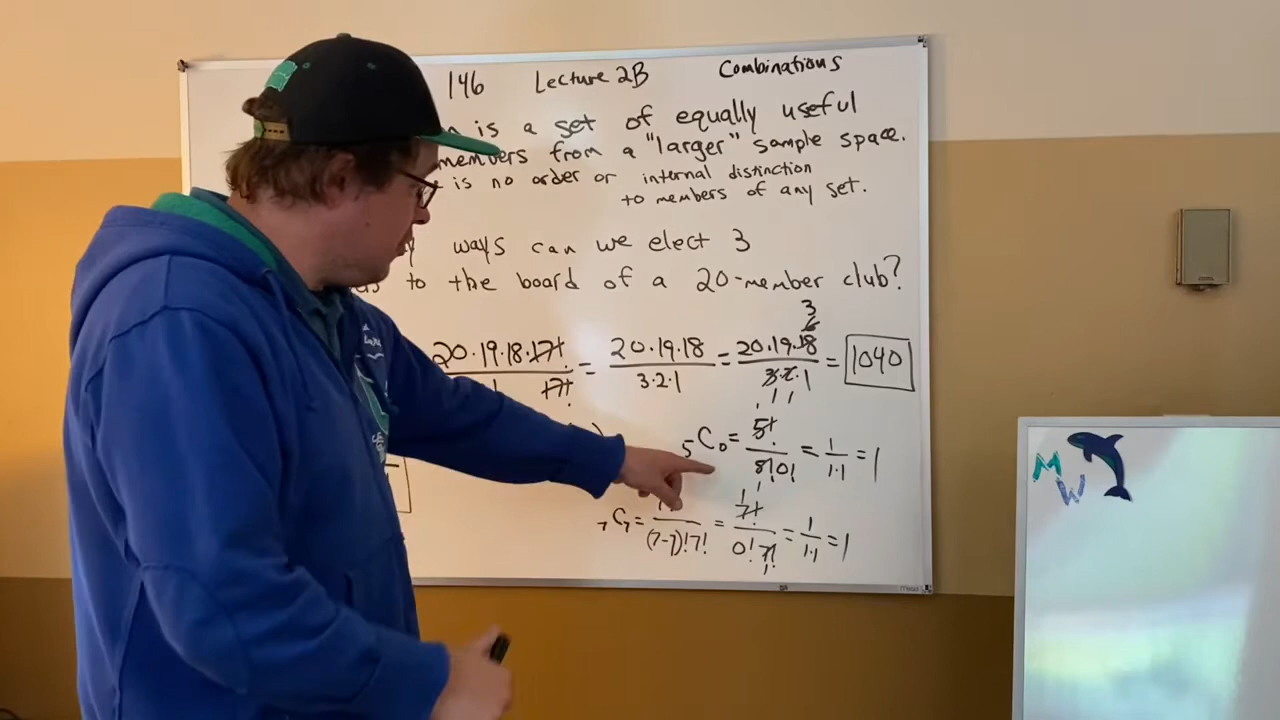 146 Lecture 2B Combinations
is a set of equally useful
members from a "larger" sample space.
is no order or internal distinction
to members of any set.
ways can we elect 3
to the board of a 20-member club?
20·19·18·17! / 17! = 20·19·18 / 3·2·1 = 20·19·18 / 3·2·1 = 1040
3 6
5C0 = 5! / 5!0! = 1 / 1·1 = 1
7C7 = / (7-7)!7! = 7! / 0!7! = 1 / 1·1 = 1
M
W